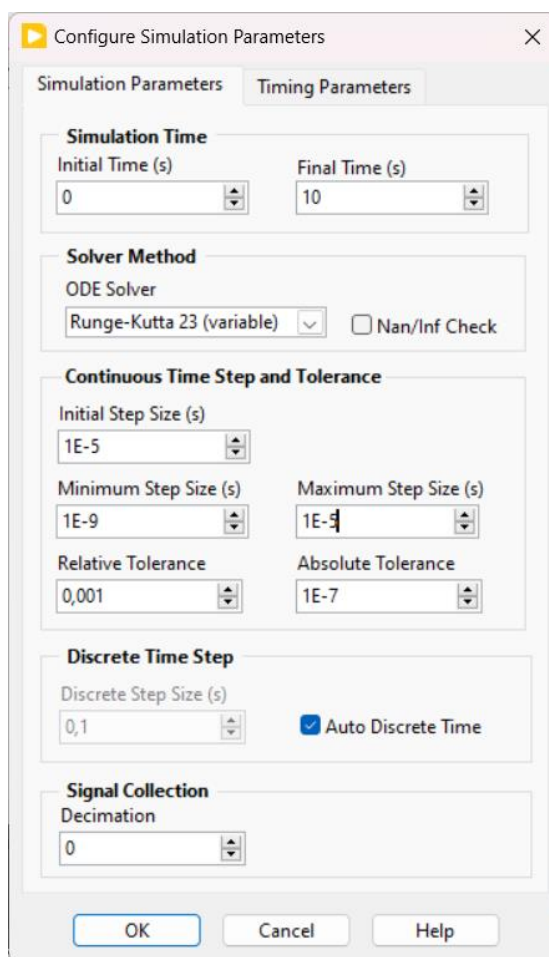 Configure Simulation Parameters
Simulation Parameters Timing Parameters
Simulation Time
Initial Time (s) Final Time (s)
0 10
Solver Method
ODE Solver
Runge-Kutta 23 (variable) Nan/Inf Check
Continuous Time Step and Tolerance
Initial Step Size (s)
1E-5
Minimum Step Size (s) Maximum Step Size (s)
1E-9 1E-5
Relative Tolerance Absolute Tolerance
0,001 1E-7
Discrete Time Step
Discrete Step Size (s)
0,1 Auto Discrete Time
Signal Collection
Decimation
0
OK Cancel Help